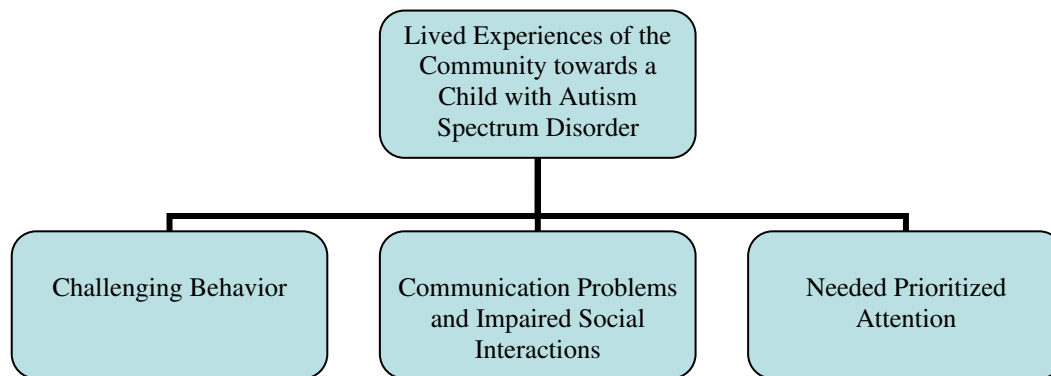 Lived Experiences of the
Community towards a
Child with Autism
Spectrum Disorder
Challenging Behavior
Communication Problems
and Impaired Social
Interactions
Needed Prioritized
Attention